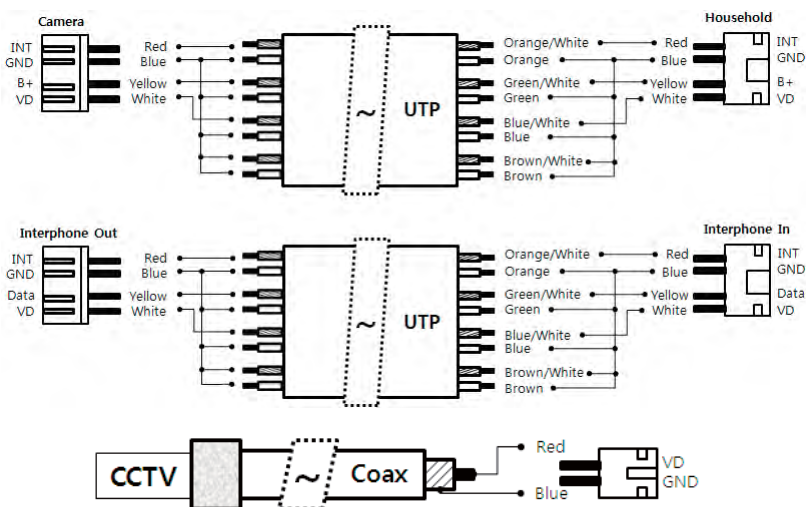 Camera
Household
INT Red Orange/White Red INT
GND Blue Orange Blue GND
B+ Yellow Green/White Yellow B+
VD White Green White VD
~ UTP
Blue/White
Blue
Brown/White
Brown
Interphone Out
Interphone In
INT Red Orange/White Red INT
GND Blue Orange Blue GND
Data Yellow Green/White Yellow Data
VD White Green White VD
~ UTP
Blue/White
Blue
Brown/White
Brown
CCTV ~ Coax
Red
Blue
VD
GND